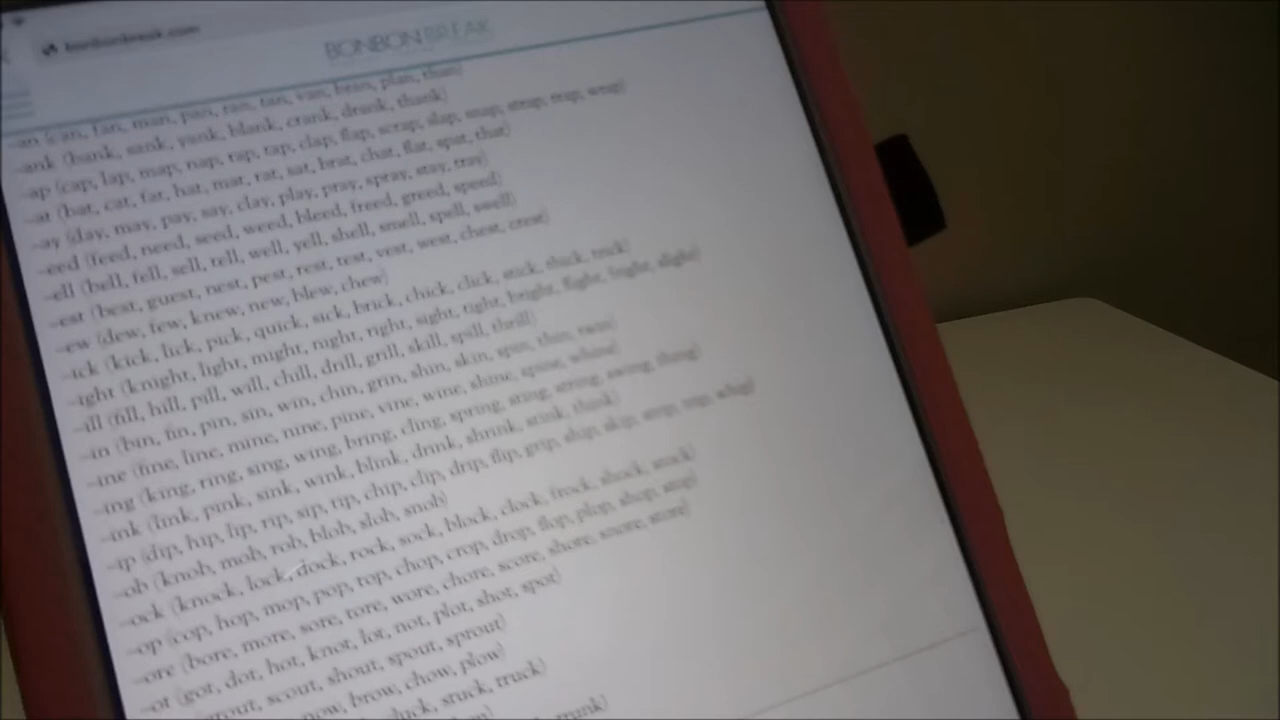 bonbonbreak.com
BONBON BREAK
-an (can, fan, man, pan, ran, tan, van, bran, plan, than)
-ank (bank, sank, yank, blank, crank, drank, thank)
-ap (cap, lap, map, nap, rap, tap, clap, flap, scrap, slap, snap, strap, trap, wrap)
-at (bat, cat, fat, hat, mat, rat, sat, brat, chat, flat, spat, that)
-ay (day, may, pay, say, clay, play, pray, spray, stay, tray)
-eed (feed, need, seed, weed, bleed, freed, greed, speed)
-ell (bell, fell, sell, tell, well, yell, shell, smell, spell, swell)
-est (best, guest, nest, pest, rest, test, vest, west, chest, crest)
-ew (dew, few, knew, new, blew, chew)
-ick (kick, lick, pick, quick, sick, brick, chick, click, stick, thick, trick)
-ight (knight, light, might, night, right, sight, tight, bright, flight, fright, slight)
-ill (fill, hill, pill, will, chill, drill, grill, skill, spill, thrill)
-in (bin, fin, pin, sin, win, chin, grin, shin, skin, spin, thin, twin)
-ine (fine, line, mine, nine, pine, vine, wine, shine, spine, whine)
-ing (king, ring, sing, wing, bring, cling, spring, sting, string, swing, thing)
-ink (link, pink, sink, wink, blink, drink, shrink, stink, think)
-ip (dip, hip, lip, rip, sip, tip, chip, clip, drip, flip, grip, ship, skip, strip, trip, whip)
-ob (knob, mob, rob, blob, slob, snob)
-ock (knock, lock, dock, rock, sock, block, clock, frock, shock, stock)
-op (cop, hop, mop, pop, top, chop, crop, drop, flop, plop, shop, stop)
-ore (bore, more, sore, tore, wore, chore, score, shore, snore, store)
-ot (got, dot, hot, knot, lot, not, plot, shot, spot)
scout, shout, spout, sprout)
now, brow, chow, plow)
stuck, truck)
trunk)